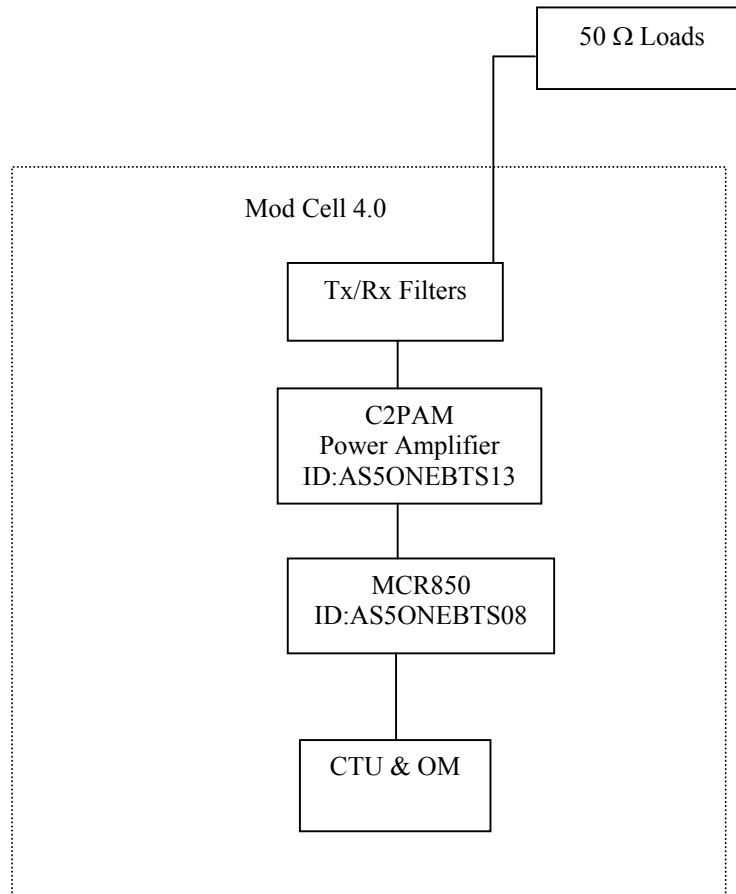 50 Ω Loads
Mod Cell 4.0
Tx/Rx Filters
C2PAM
Power Amplifier
ID:AS5ONEBTS13
MCR850
ID:AS5ONEBTS08
CTU & OM